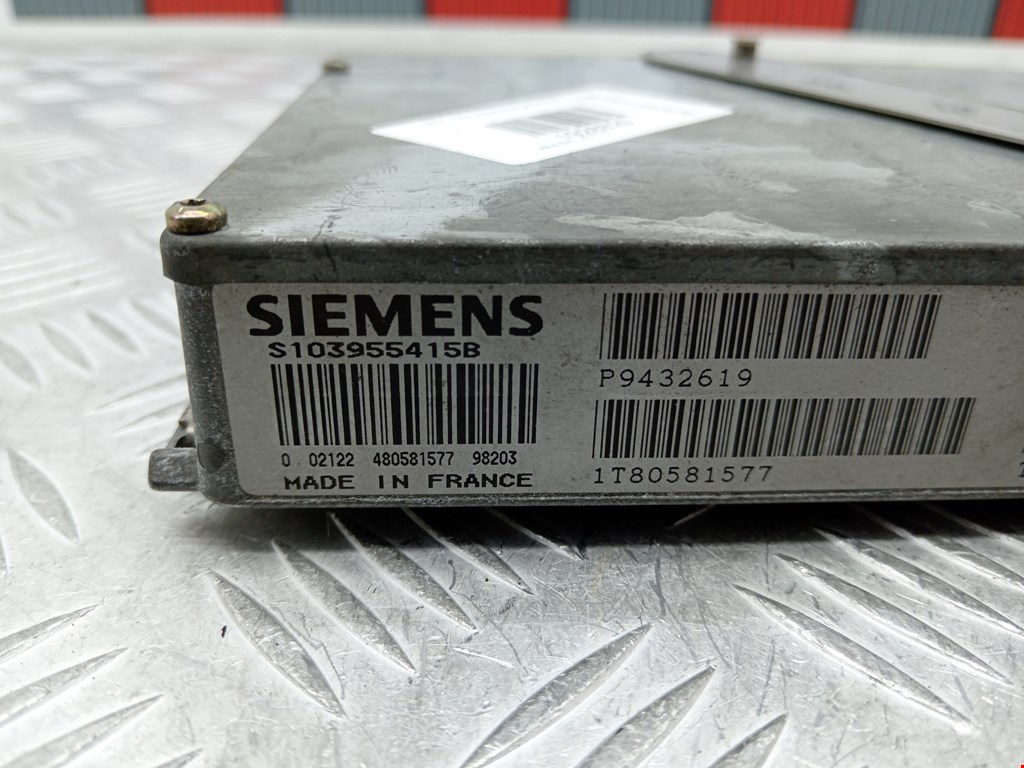 SIEMENS
S103955415B
0 02122 480581577 98203
MADE IN FRANCE
P9432619
1T80581577